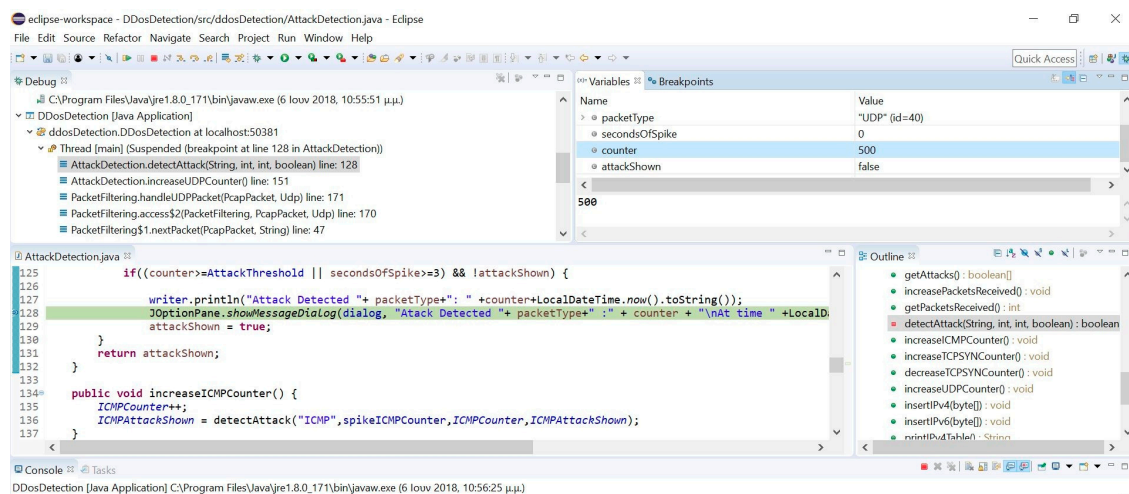 eclipse-workspace - DDosDetection/src/ddosDetection/AttackDetection.java - Eclipse
File Edit Source Refactor Navigate Search Project Run Window Help
Quick Access
Debug
C:\Program Files\Java\jre1.8.0_171\bin\javaw.exe (6 Ιουν 2018, 10:55:51 μ.μ.)
DDosDetection [Java Application]
ddosDetection.DDosDetection at localhost:50381
Thread [main] (Suspended (breakpoint at line 128 in AttackDetection))
AttackDetection.detectAttack(String, int, int, boolean) line: 128
AttackDetection.increaseUDPCounter() line: 151
PacketFiltering.handleUDPPacket(PcapPacket, Udp) line: 171
PacketFiltering.access$2(PacketFiltering, PcapPacket, Udp) line: 170
PacketFiltering$1.nextPacket(PcapPacket, String) line: 47
(x)= Variables Breakpoints
Name Value
packetType "UDP" (id=40)
secondsOfSpike 0
counter 500
attackShown false
500
AttackDetection.java
125 if((counter>=AttackThreshold || secondsOfSpike>=3) && !attackShown) {
126
127 writer.println("Attack Detected "+ packetType+": " +counter+LocalDateTime.now().toString());
128 JOptionPane.showMessageDialog(dialog, "Atack Detected "+ packetType+" :" + counter + "\nAt time " +LocalDa
129 attackShown = true;
130 }
131 return attackShown;
132 }
133
134 public void increaseICMPCounter() {
135 ICMPCounter++;
136 ICMPAttackShown = detectAttack("ICMP",spikeICMPCounter,ICMPCounter,ICMPAttackShown);
137 }
Outline
getAttacks() : boolean[]
increasePacketsReceived() : void
getPacketsReceived() : int
detectAttack(String, int, int, boolean) : boolean
increaseICMPCounter() : void
increaseTCPSYNCounter() : void
decreaseTCPSYNCounter() : void
increaseUDPCounter() : void
insertIPv4(byte[]) : void
insertIPv6(byte[]) : void
printIPv4Table() : String
Console Tasks
DDosDetection [Java Application] C:\Program Files\Java\jre1.8.0_171\bin\javaw.exe (6 Ιουν 2018, 10:56:25 μ.μ.)